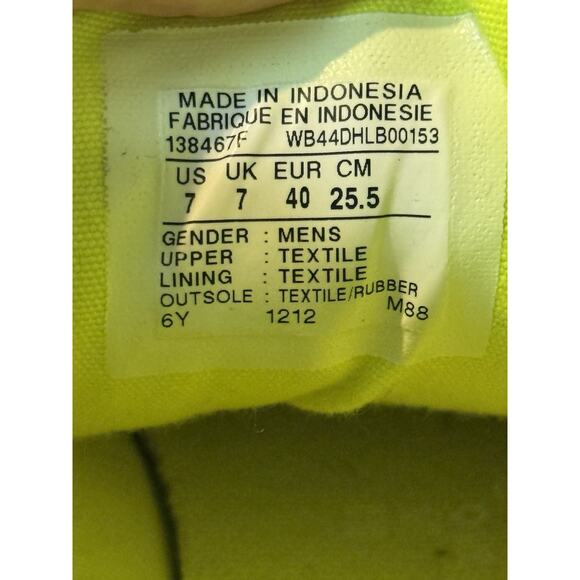 MADE IN INDONESIA
FABRIQUE EN INDONESIE
138467F WB44DHLB00153
US UK EUR CM
7 7 40 25.5
GENDER : MENS
UPPER : TEXTILE
LINING : TEXTILE
OUTSOLE : TEXTILE/RUBBER
6Y 1212 M88